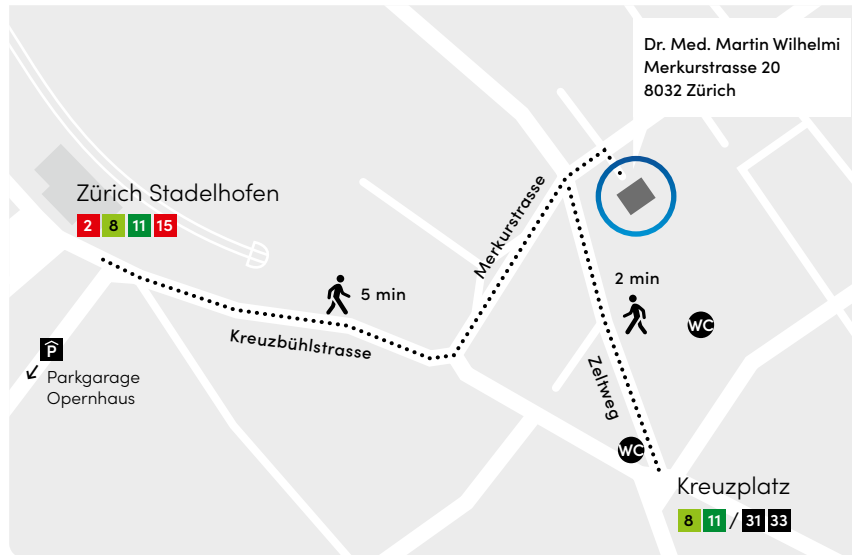 Dr. Med. Martin Wilhelmi
Merkurstrasse 20
8032 Zürich
Zürich Stadelhofen
2 8 11 15
Merkurstrasse
5 min
2 min
Kreuzbühlstrasse
WC
P
Parkgarage
Opernhaus
Zeltweg
WC
Kreuzplatz
8 11 / 31 33